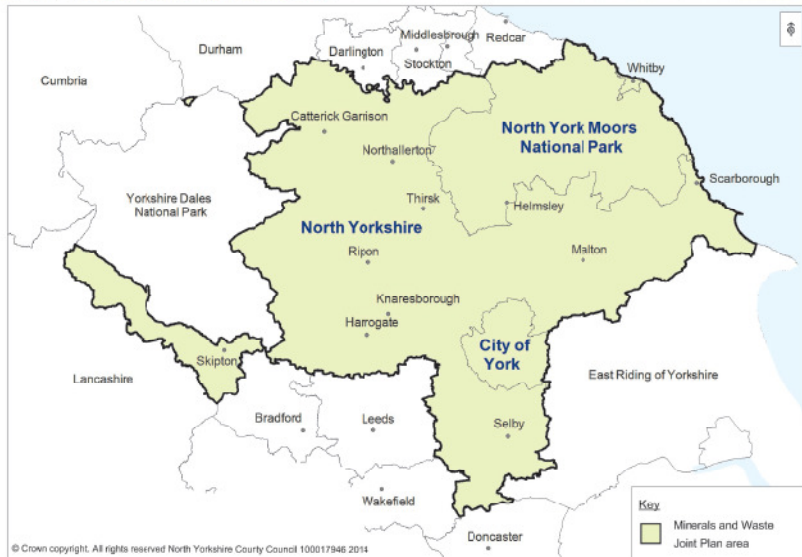 Durham
Middlesbrough
Redcar
Darlington
Stockton
Cumbria
Whitby
Catterick Garrison
North York Moors
National Park
Northallerton
Scarborough
Yorkshire Dales
National Park
Thirsk
Helmsley
North Yorkshire
Ripon
Malton
Knaresborough
Harrogate
City of
York
Skipton
Lancashire
East Riding of Yorkshire
Bradford
Leeds
Selby
Wakefield
Doncaster
Key
Minerals and Waste
Joint Plan area
© Crown copyright. All rights reserved North Yorkshire County Council 100017946 2014